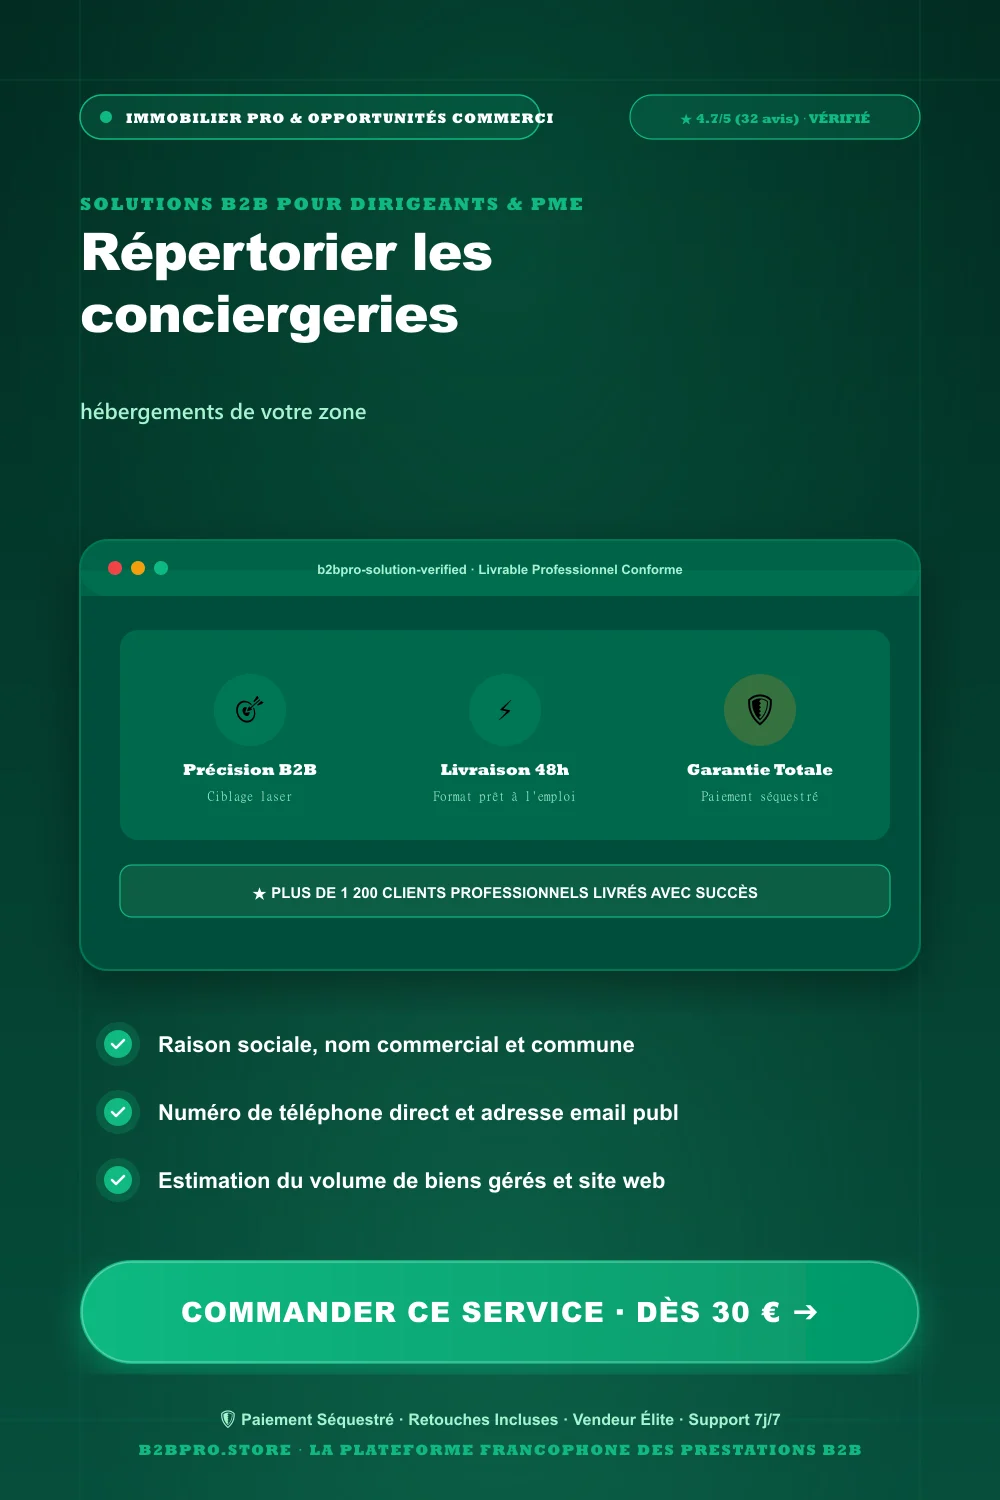 IMMOBILIER PRO & OPPORTUNITÉS COMMERCI
★ 4.7/5 (32 avis) · VÉRIFIÉ
SOLUTIONS B2B POUR DIRIGEANTS & PME
Répertorier les
conciergeries
hébergements de votre zone
b2bpro-solution-verified · Livrable Professionnel Conforme
Précision B2B
Ciblage laser
Livraison 48h
Format prêt à l'emploi
Garantie Totale
Paiement séquestré
★ PLUS DE 1 200 CLIENTS PROFESSIONNELS LIVRÉS AVEC SUCCÈS
Raison sociale, nom commercial et commune
Numéro de téléphone direct et adresse email publ
Estimation du volume de biens gérés et site web
COMMANDER CE SERVICE · DÈS 30 € →
Paiement Séquestré · Retouches Incluses · Vendeur Élite · Support 7j/7
B2BPRO.STORE · LA PLATEFORME FRANCOPHONE DES PRESTATIONS B2B